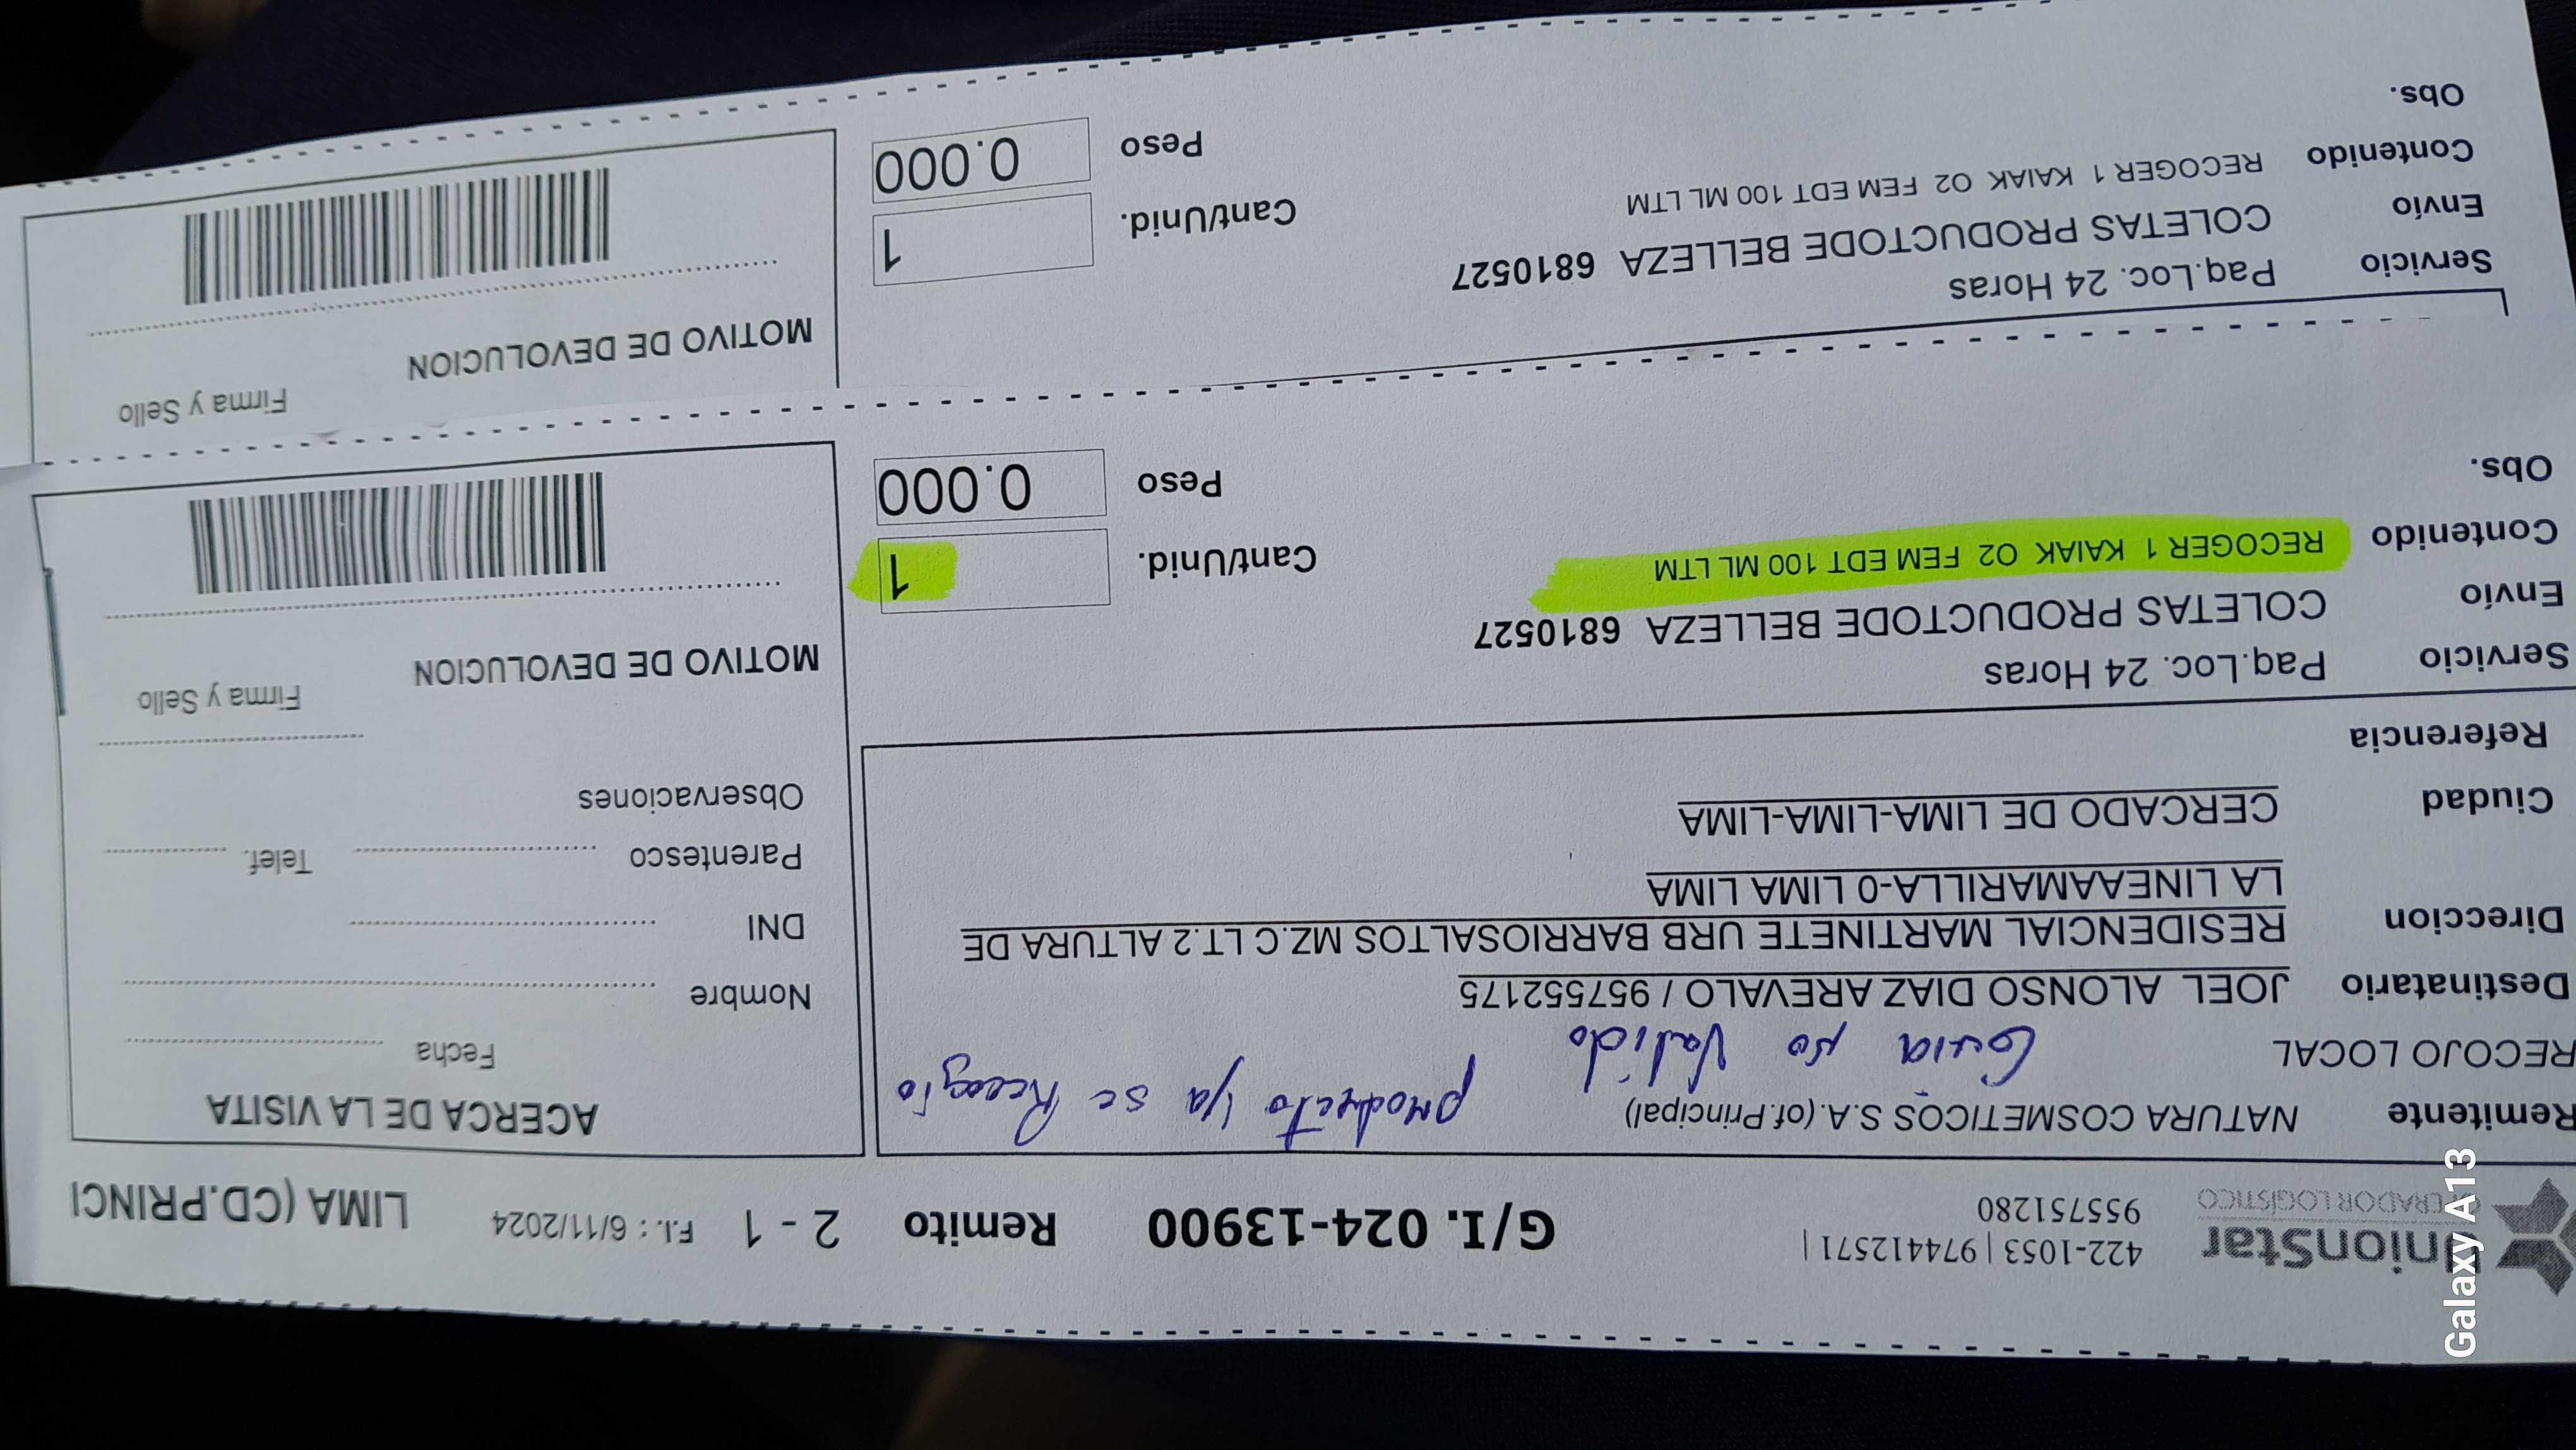 UnionStar
OPERADOR LOGÍSTICO
422-1053 | 974412571 |
955751280
G/I. 024-13900 Remito 2 - 1 F.I. : 6/11/2024 LIMA (CD.PRINCI
Remitente NATURA COSMETICOS S.A. (of.Principal)
producto ya se Recogio
RECOJO LOCAL
Guia no Valido
Destinatario JOEL ALONSO DIAZ AREVALO / 957552175
Direccion RESIDENCIAL MARTINETE URB BARRIOSALTOS MZ.C LT.2 ALTURA DE
LA LINEAAMARILLA-0 LIMA LIMA
Ciudad CERCADO DE LIMA-LIMA-LIMA
Referencia
ACERCA DE LA VISITA
Fecha
Nombre
DNI
Parentesco Telef.
Observaciones
Firma y Sello
MOTIVO DE DEVOLUCION
Servicio Paq.Loc. 24 Horas
Envío COLETAS PRODUCTODE BELLEZA 6810527
Contenido RECOGER 1 KAIAK O2 FEM EDT 100 ML LTM
Obs.
Cant/Unid. 1
Peso 0.000
Firma y Sello
MOTIVO DE DEVOLUCION
Servicio Paq.Loc. 24 Horas
Envío COLETAS PRODUCTODE BELLEZA 6810527
Contenido RECOGER 1 KAIAK O2 FEM EDT 100 ML LTM
Obs.
Cant/Unid. 1
Peso 0.000
Galaxy A13